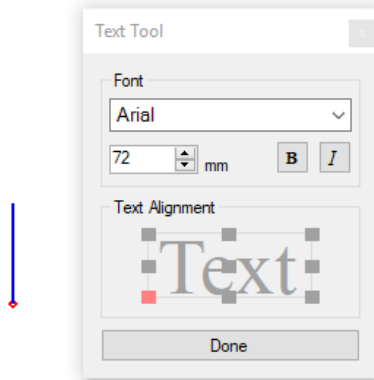 Text Tool
x
Font
Arial
72 mm B I
Text Alignment
Text
Done